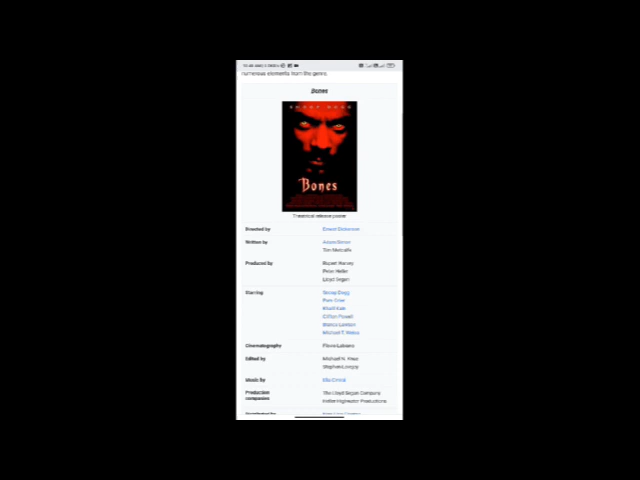 numerous elements from the genre.
Bones
SNOOP DOGG
Bones
Theatrical release poster
Directed by
Ernest Dickerson
Written by
Adam Simon
Tim Metcalfe
Produced by
Rupert Harvey
Peter Heller
Lloyd Segan
Starring
Snoop Dogg
Pam Grier
Khalil Kain
Clifton Powell
Bianca Lawson
Michael T. Weiss
Cinematography
Flavio Labiano
Edited by
Michael N. Knue
Stephen Lovejoy
Music by
Elia Cmiral
Production
companies
The Lloyd Segan Company
Heller Highwater Productions